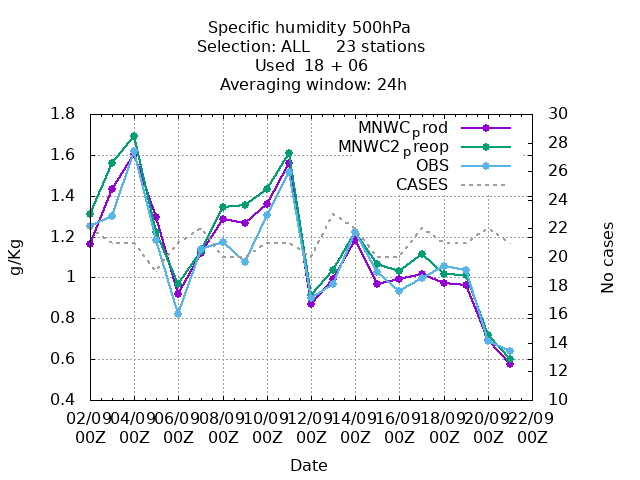 Specific humidity 500hPa
Selection: ALL     23 stations
Used  18 + 06
Averaging window: 24h
1.8
1.6
1.4
1.2
1
0.8
0.6
0.4
g/Kg
30
28
26
24
22
20
18
16
14
12
10
No cases
MNWCprod
MNWC2preop
OBS
CASES
02/09 04/09 06/09 08/09 10/09 12/09 14/09 16/09 18/09 20/09 22/09
00Z 00Z 00Z 00Z 00Z 00Z 00Z 00Z 00Z 00Z 00Z
Date